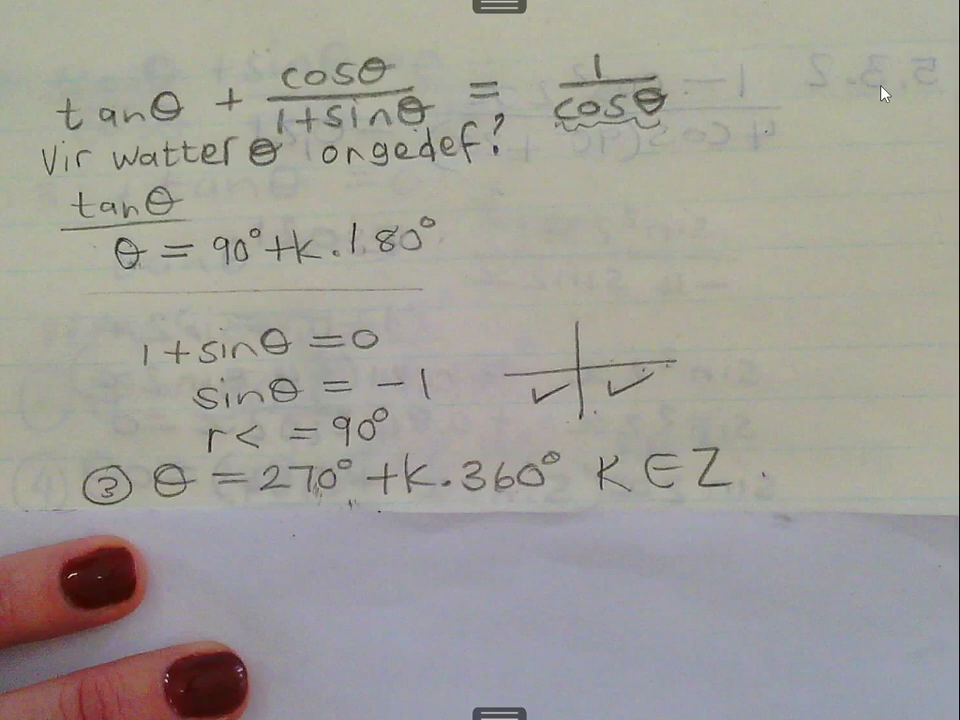 tanθ + cosθ / 1+sinθ = 1 / cosθ
Vir watter θ ongedef?
tanθ
θ = 90° + k.180°
1 + sinθ = 0
sinθ = -1
r< = 90°
③ θ = 270° + k.360° K ∈ Z.